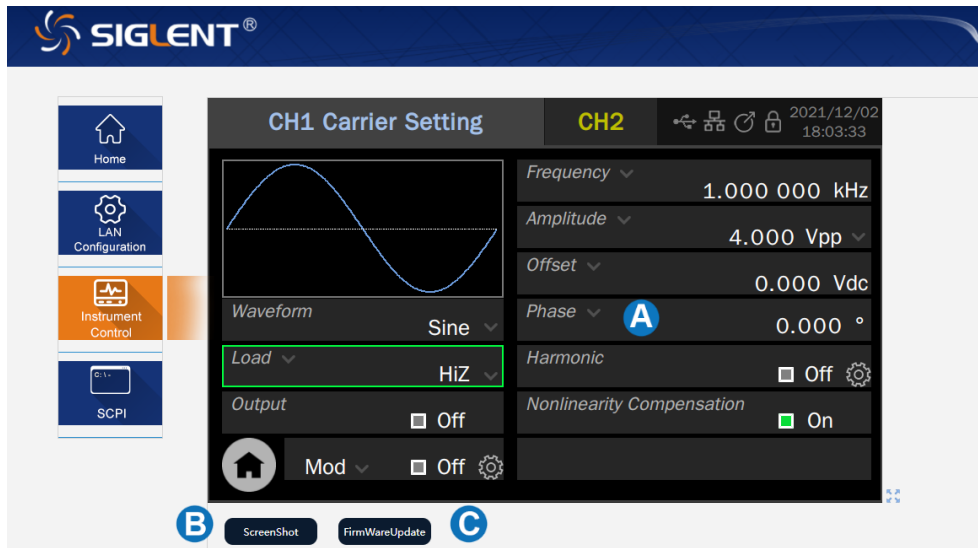 SIGLENT®
Home
LAN
Configuration
Instrument
Control
C:\-
SCPI
CH1 Carrier Setting
CH2
2021/12/02
18:03:33
Waveform
Sine
Load
HiZ
Output
Off
Mod
Off
Frequency
1.000 000 kHz
Amplitude
4.000 Vpp
Offset
0.000 Vdc
Phase
A
0.000 °
Harmonic
Off
Nonlinearity Compensation
On
B
ScreenShot
FirmWareUpdate
C